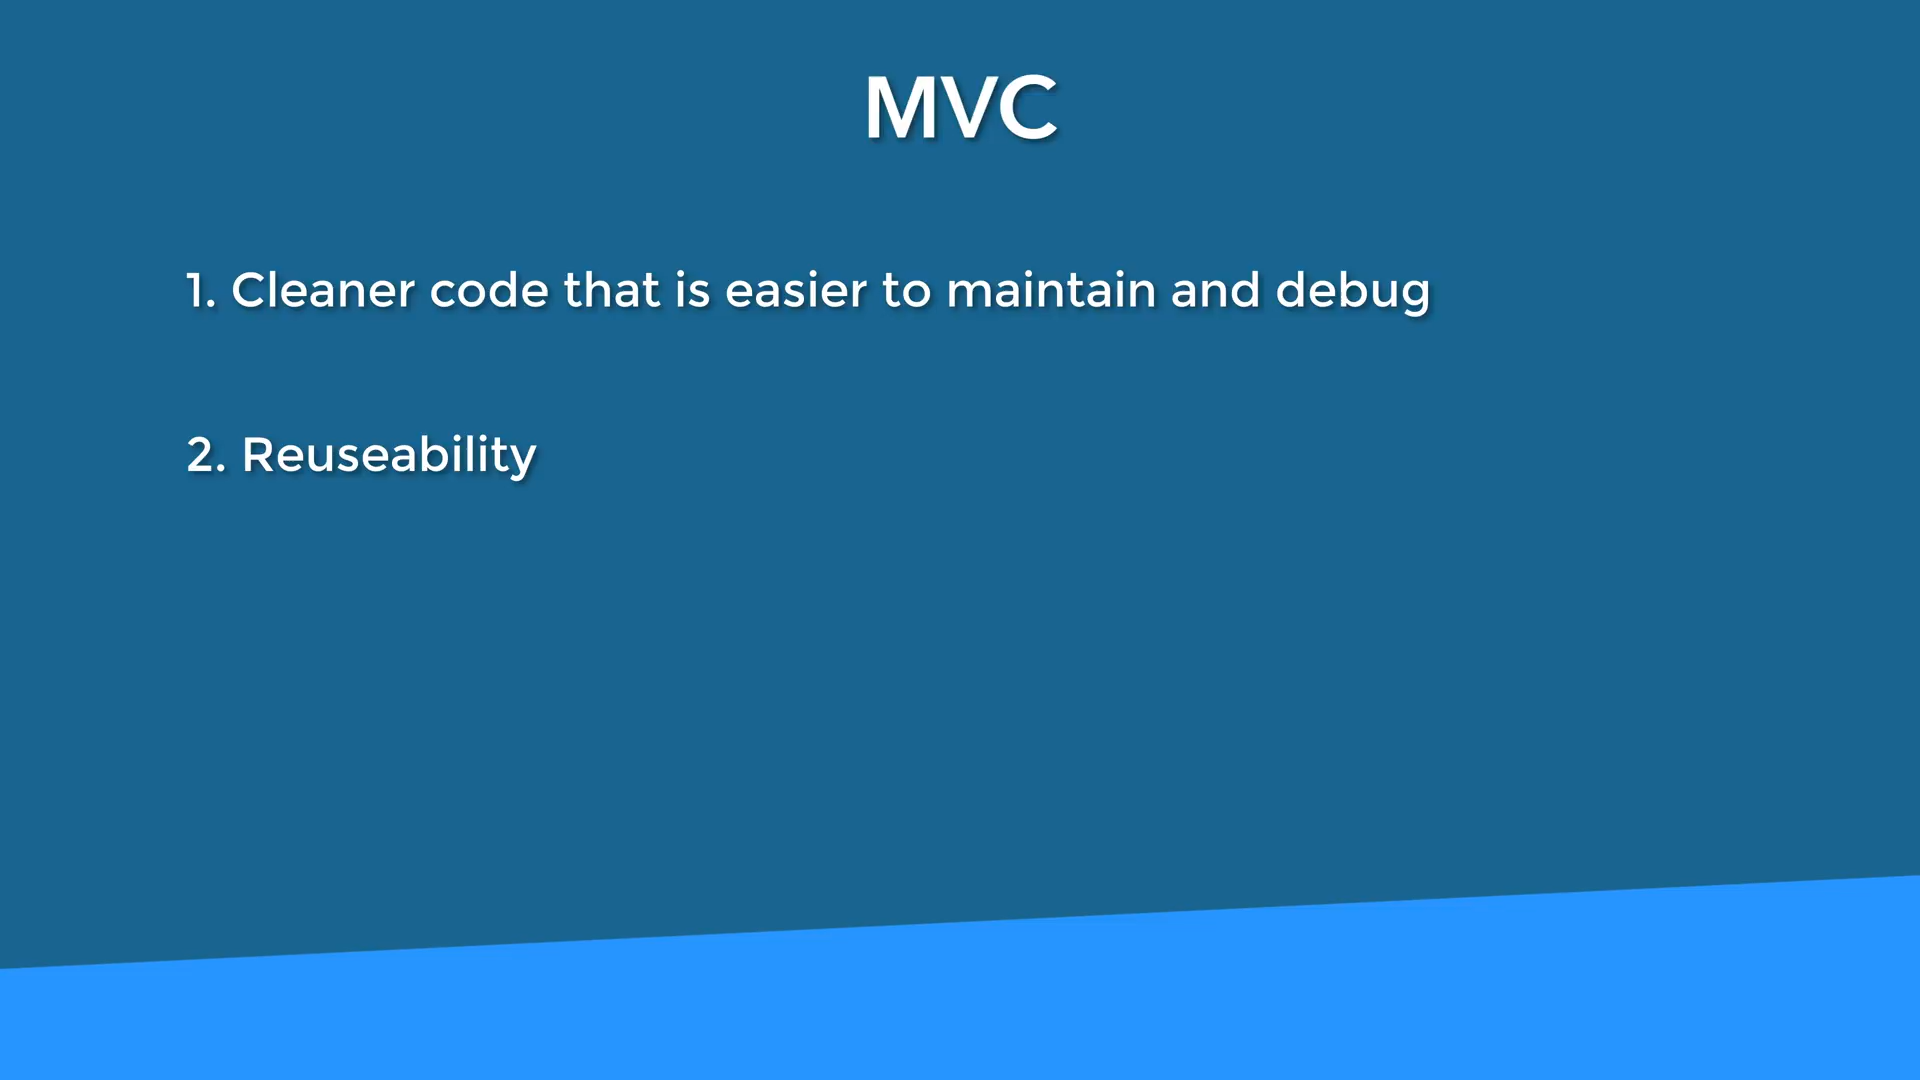 MVC
1. Cleaner code that is easier to maintain and debug
2. Reuseability